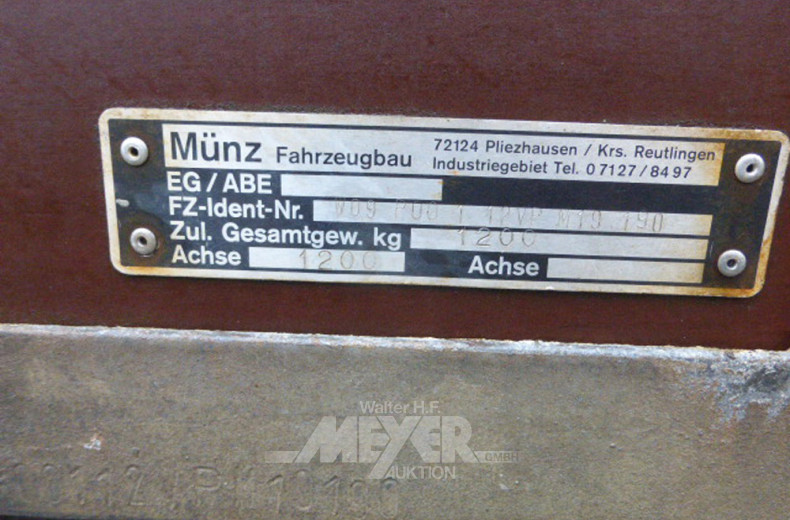 Münz Fahrzeugbau
72124 Pliezhausen / Krs. Reutlingen
Industriegebiet Tel. 07127/8497
EG/ABE
FZ-Ident-Nr.
Zul. Gesamtgew. kg 1200
Achse 1200 Achse
Walter H.F.
MEYER
GMBH
AUKTION